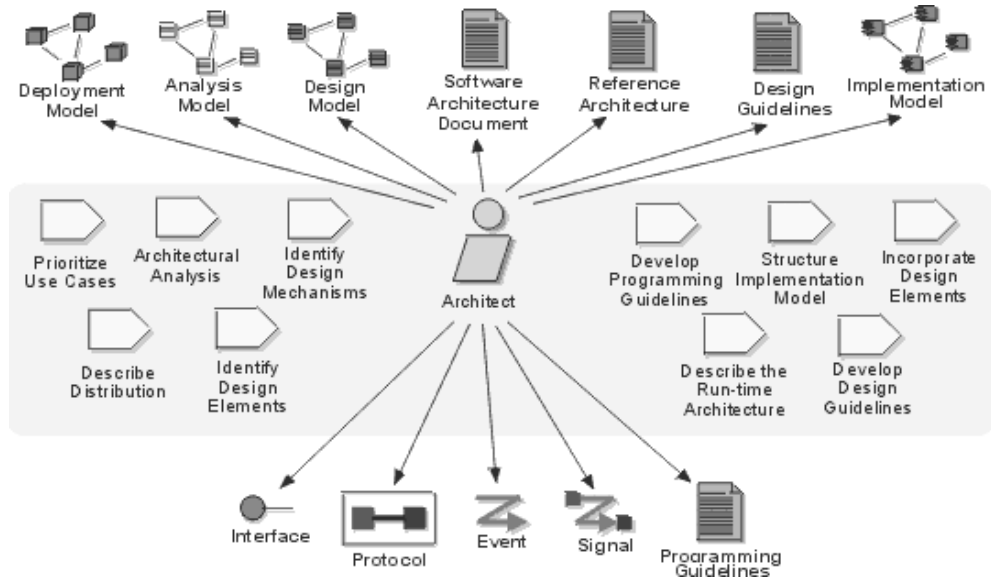 Deployment
Model
Analysis
Model
Design
Model
Software
Architecture
Document
Reference
Architecture
Design
Guidelines
Implementation
Model
Prioritize
Use Cases
Architectural
Analysis
Identify
Design
Mechanisms
Architect
Develop
Programming
Guidelines
Structure
Implementation
Model
Incorporate
Design
Elements
Describe
Distribution
Identify
Design
Elements
Describe the
Run-time
Architecture
Develop
Design
Guidelines
Interface
Protocol
Event
Signal
Programming
Guidelines